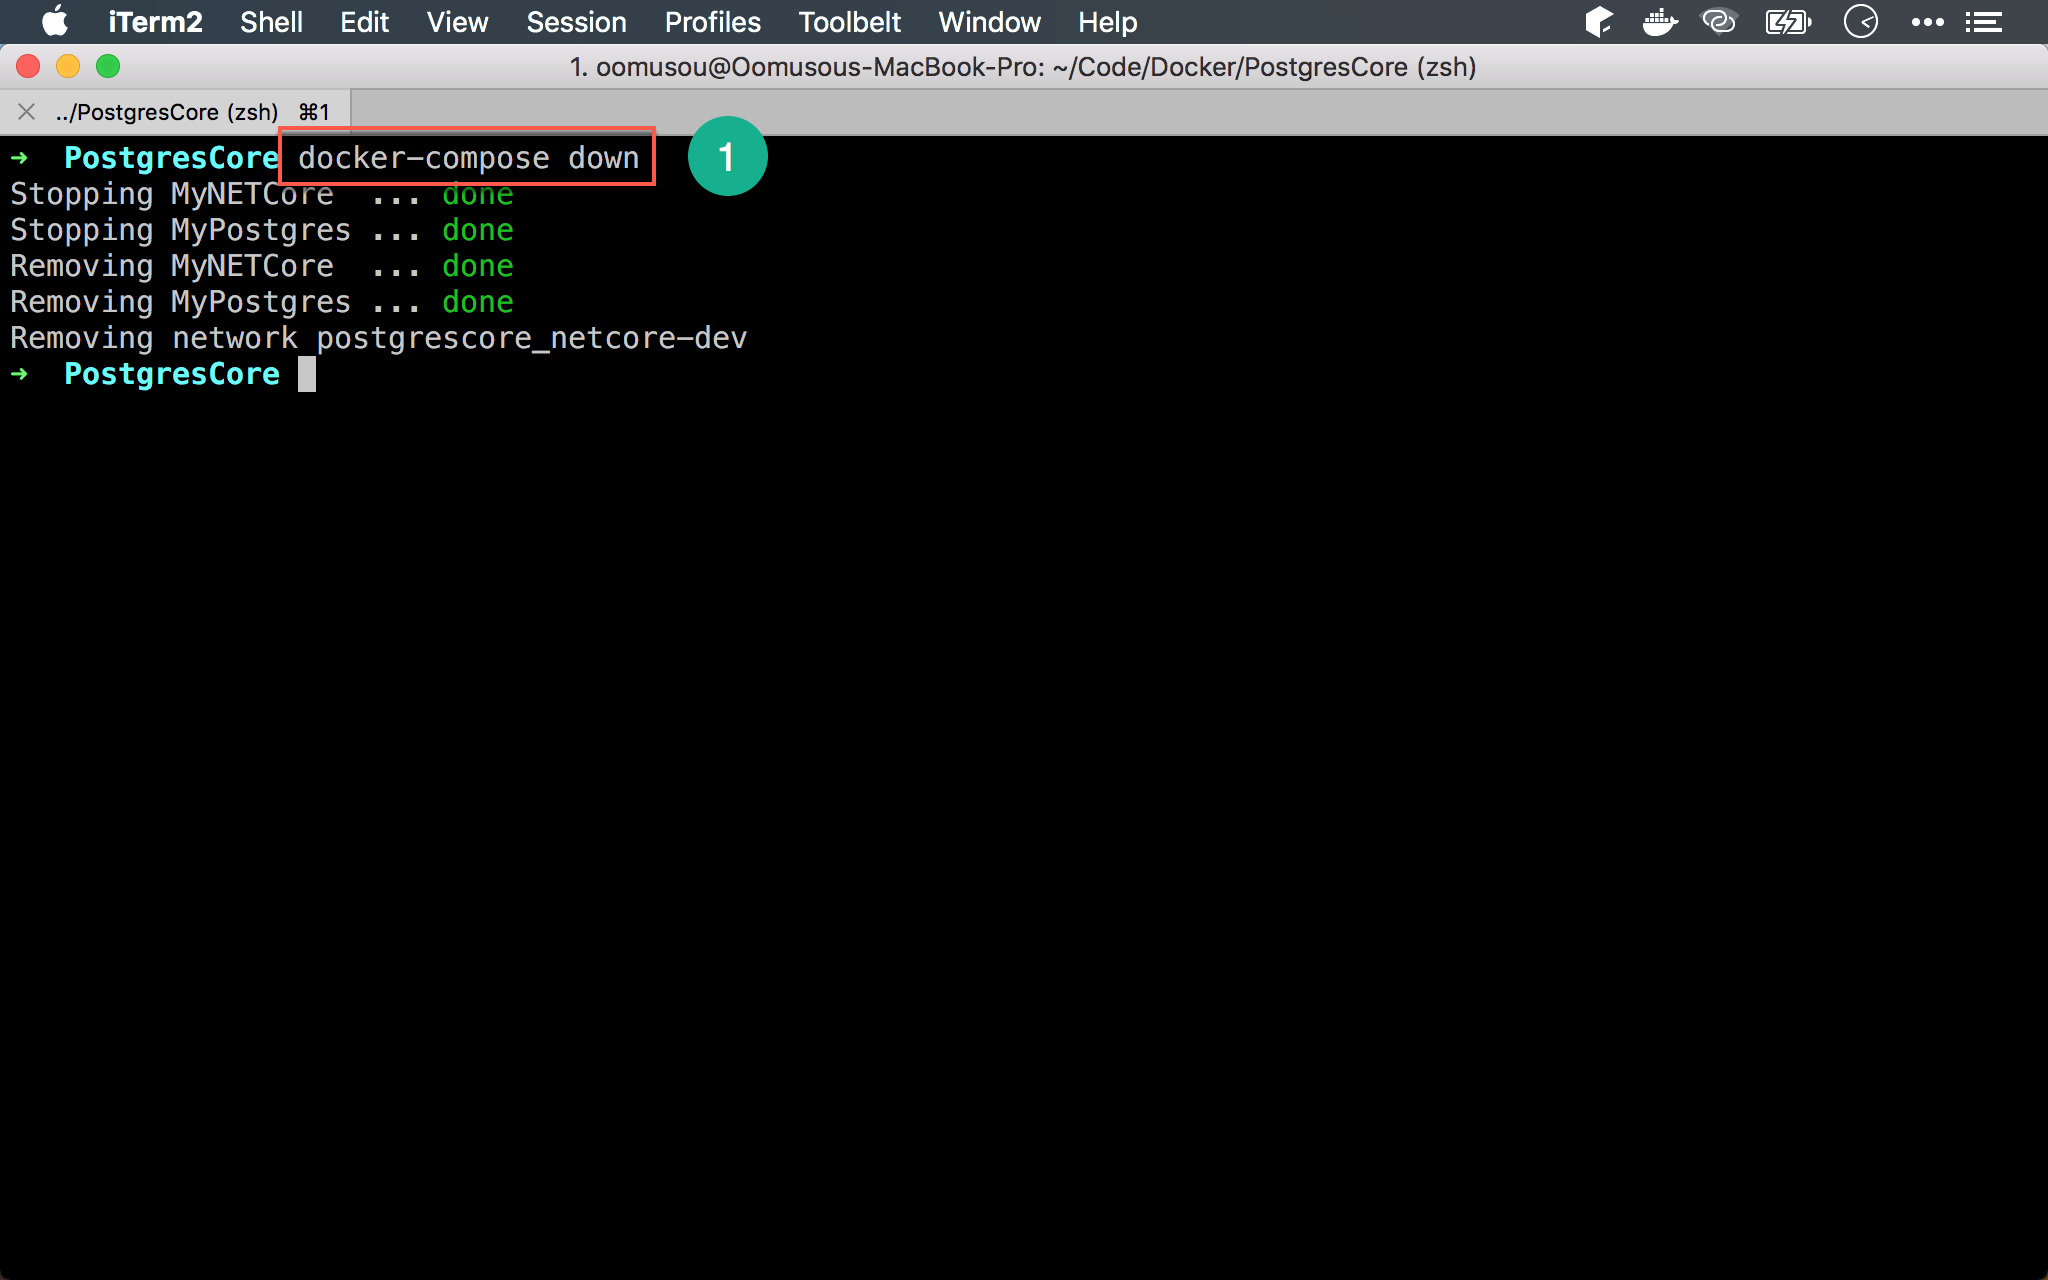 iTerm2 Shell Edit View Session Profiles Toolbelt Window Help
1. oomusou@Oomusous-MacBook-Pro: ~/Code/Docker/PostgresCore (zsh)
../PostgresCore (zsh) ⌘1
➜ PostgresCore docker-compose down 1
Stopping MyNETCore ... done
Stopping MyPostgres ... done
Removing MyNETCore ... done
Removing MyPostgres ... done
Removing network postgrescore_netcore-dev
➜ PostgresCore